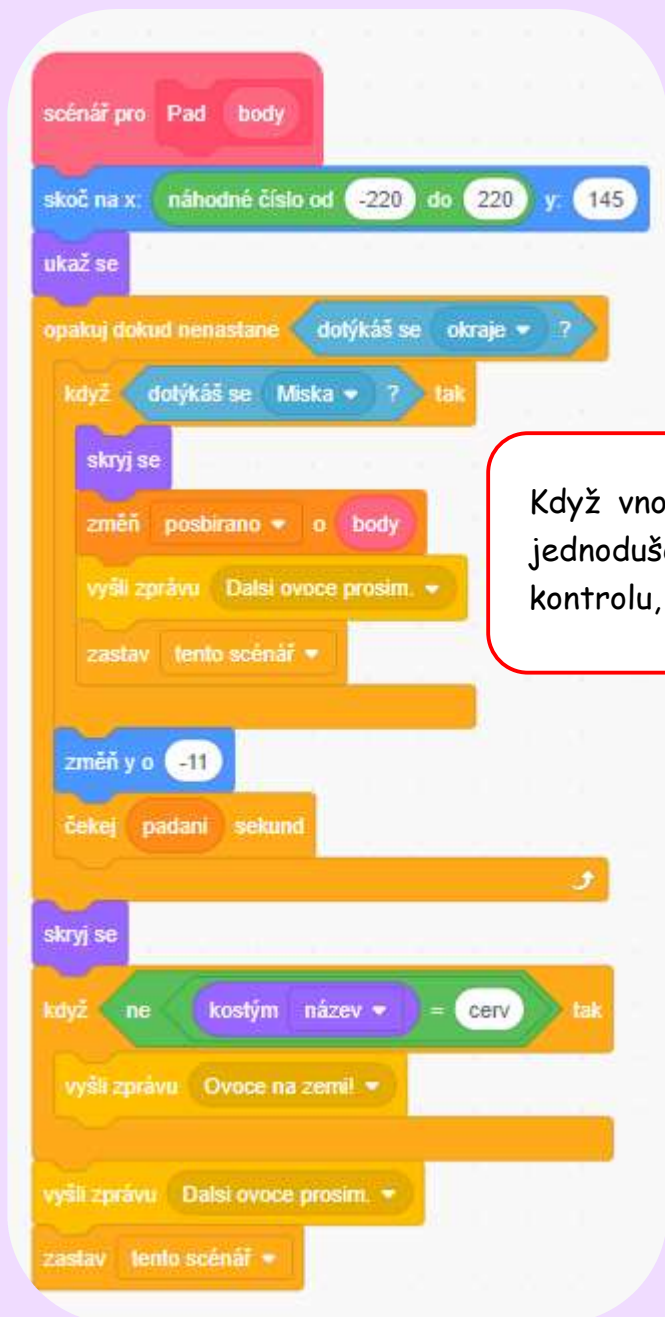 scénář pro Pad body
skoč na x: náhodné číslo od -220 do 220 y: 145
ukaž se
opakuj dokud nenastane dotýkáš se okraje ?
když dotýkáš se Miska ? tak
skryj se
změň posbirano o body
vyšli zprávu Dalsi ovoce prosim.
zastav tento scénář
změň y o -11
čekej padani sekund
skryj se
když ne kostým název = cerv tak
vyšli zprávu Ovoce na zemi!
vyšli zprávu Dalsi ovoce prosim.
zastav tento scénář
Když vno
jednoduš
kontrolu,